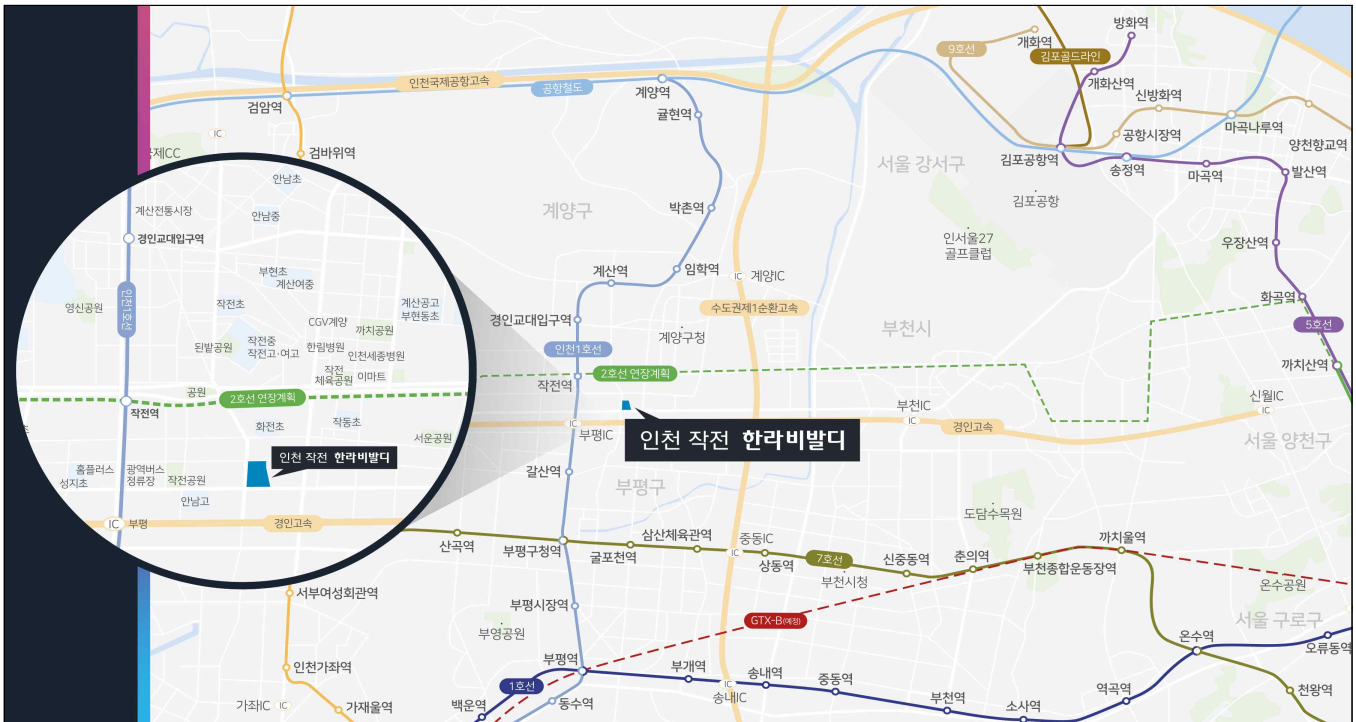 방화역
개화역
9호선
김포골드라인
인천국제공항고속
개화산역
계양역
공항철도
신방화역
검암역
귤현역
마곡나루역
공항시장역
IC
양천향교역
검바위역
김포공항역
제CC
서울 강서구
송정역
마곡역
발산역
안남초
김포공항
계산전통시장
안남중
계양구
박촌역
경인교대입구역
인서울27
골프클럽
우장산역
부현초
계산여중
계산역
임학역
IC 계양IC
인천1호선
영신공원
작전초
계산공고
부현동초
수도권제1순환고속
화곡역
CGV계양
까치공원
경인교대입구역
계양구청
부천시
5호선
된밭공원
작전중
작전고·여고
한림병원
인천세종병원
인천1호선
작전
체육공원
이마트
작전역
2호선 연장계획
까치산역
공원
2호선 연장계획
작전역
신월IC
IC
부천IC
IC
화전초
작동초
IC
부평IC
경인고속
서운공원
인천 작전 한라비발디
서울 양천구
인천 작전 한라비발디
홈플러스
성지초
광역버스
정류장
작전공원
갈산역
부평구
안남고
도담수목원
IC 부평
경인고속
산곡역
부평구청역
굴포천역
삼산체육관역
중동IC
IC
상동역
7호선
부천시청
신중동역
춘의역
부천종합운동장역
까치울역
온수공원
서부여성회관역
부평시장역
GTX-B(예정)
서울 구로구
부영공원
온수역
오류동역
부평역
인천가좌역
부개역
송내역
1호선
IC
송내IC
중동역
역곡역
천왕역
가좌IC IC
가재울역
백운역
동수역
부천역
소사역